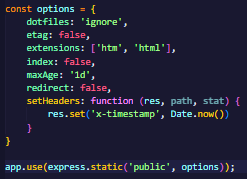 const options = {
    dotfiles: 'ignore',
    etag: false,
    extensions: ['htm', 'html'],
    index: false,
    maxAge: '1d',
    redirect: false,
    setHeaders: function (res, path, stat) {
        res.set('x-timestamp', Date.now())
    }
}

app.use(express.static('public', options));